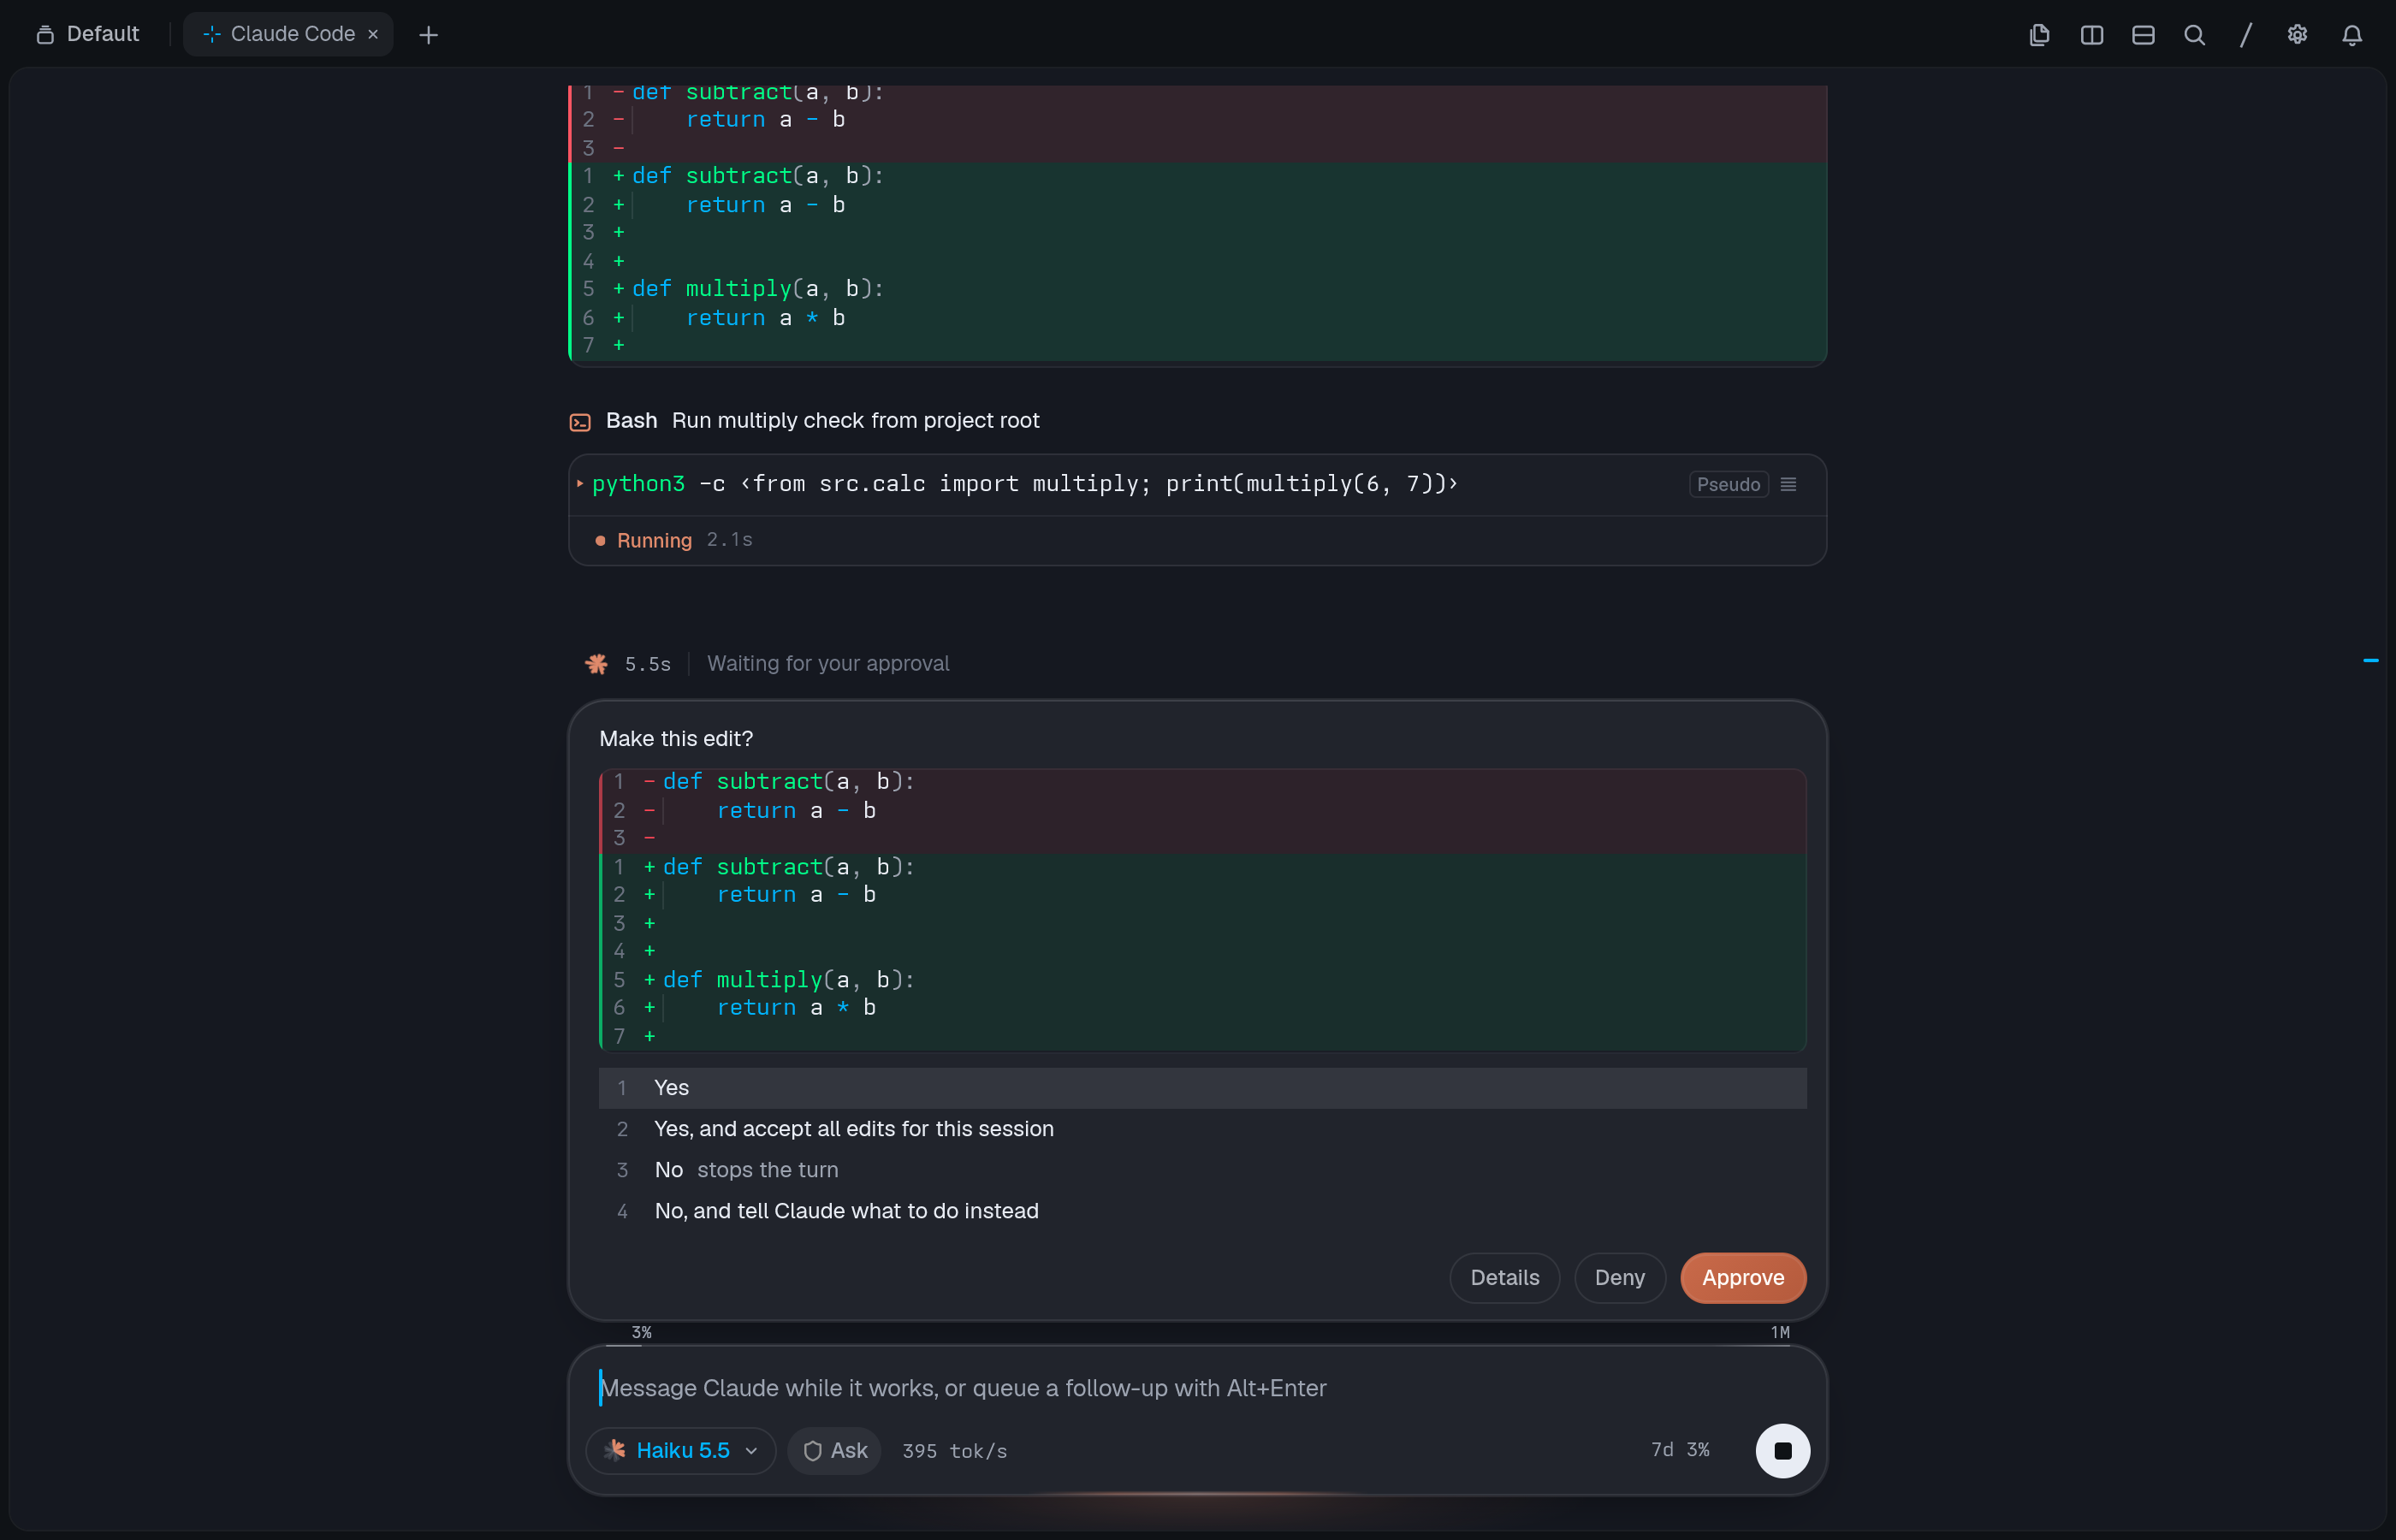 Default
Claude Code ×
1 - def subtract(a, b):
2 - return a - b
3 -
1 + def subtract(a, b):
2 + return a - b
3 +
4 +
5 + def multiply(a, b):
6 + return a * b
7 +
Bash Run multiply check from project root
python3 -c ‹from src.calc import multiply; print(multiply(6, 7))› Pseudo
Running 2.1s
5.5s Waiting for your approval
Make this edit?
1 - def subtract(a, b):
2 - return a - b
3 -
1 + def subtract(a, b):
2 + return a - b
3 +
4 +
5 + def multiply(a, b):
6 + return a * b
7 +
1 Yes
2 Yes, and accept all edits for this session
3 No stops the turn
4 No, and tell Claude what to do instead
Details Deny Approve
3% 1M
Message Claude while it works, or queue a follow-up with Alt+Enter
Haiku 5.5 Ask 395 tok/s 7d 3%